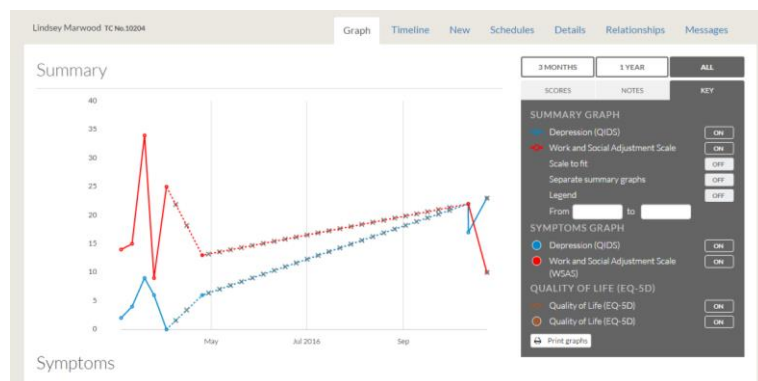 Lindsey Marwood TC No.10204
Graph Timeline New Schedules Details Relationships Messages
Summary
40
35
30
25
20
15
10
5
0
May Jul 2016 Sep
Symptoms
3 MONTHS 1 YEAR ALL
SCORES NOTES KEY
SUMMARY GRAPH
Depression (QIDS) ON
Work and Social Adjustment Scale ON
Scale to fit OFF
Separate summary graphs OFF
Legend OFF
From to
SYMPTOMS GRAPH
Depression (QIDS) ON
Work and Social Adjustment Scale ON
(WSAS)
QUALITY OF LIFE (EQ-5D)
Quality of Life (EQ-5D) ON
Quality of Life (EQ-5D) ON
Print graphs